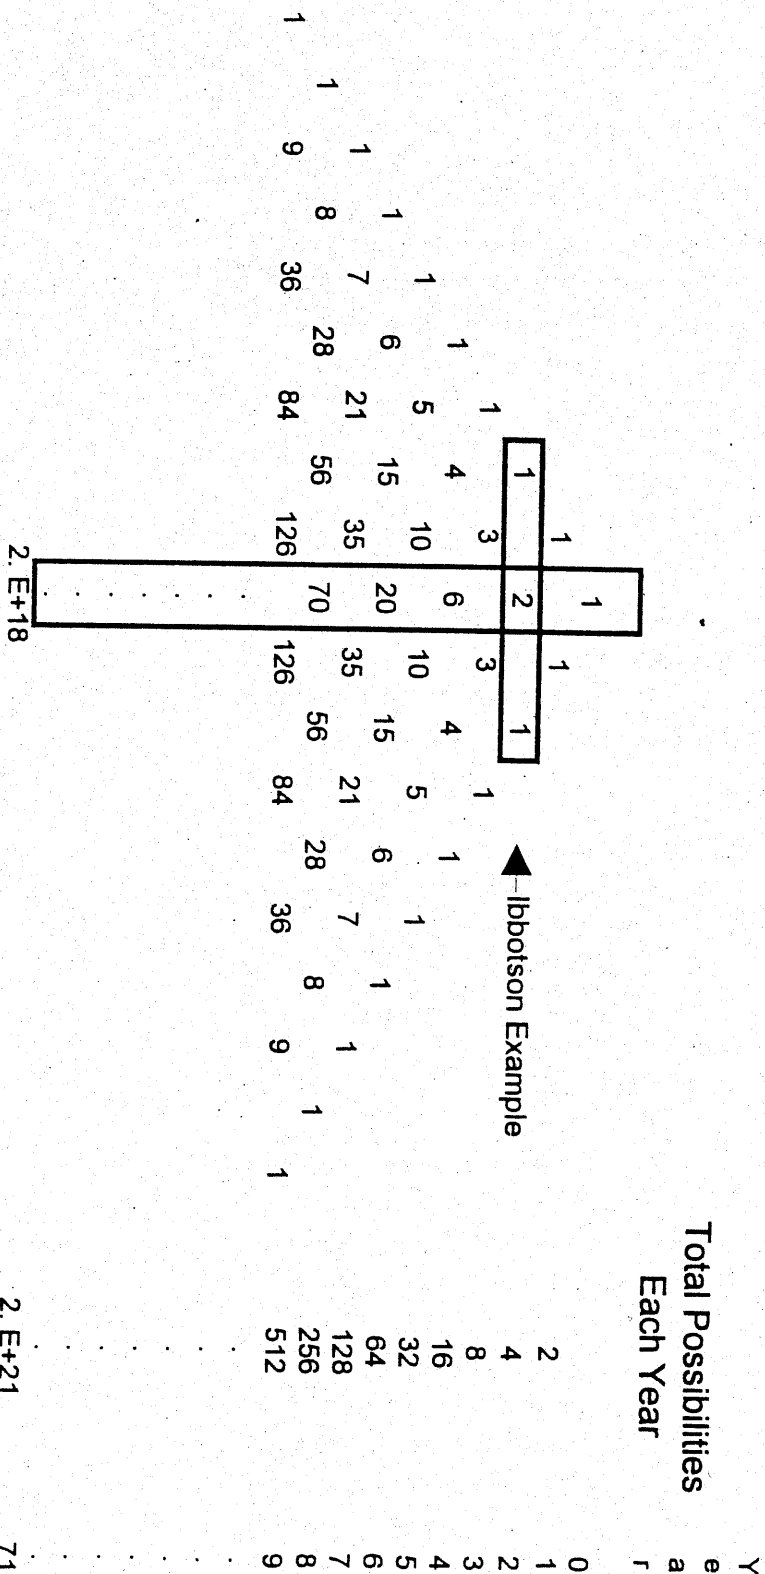 Y
e
Total Possibilities a
Each Year r
1 0
1 1 2 1
1 2 1 Ibbotson Example 4 2
1 3 3 1 8 3
1 4 6 4 1 16 4
1 5 10 10 5 1 32 5
1 6 15 20 15 6 1 64 6
1 7 21 35 35 21 7 1 128 7
1 8 28 56 70 56 28 8 1 256 8
1 9 36 84 126 126 84 36 9 1 512 9
. . .
. . .
. . .
. . .
. . .
. . .
. . .
2. E+18 2. E+21 71